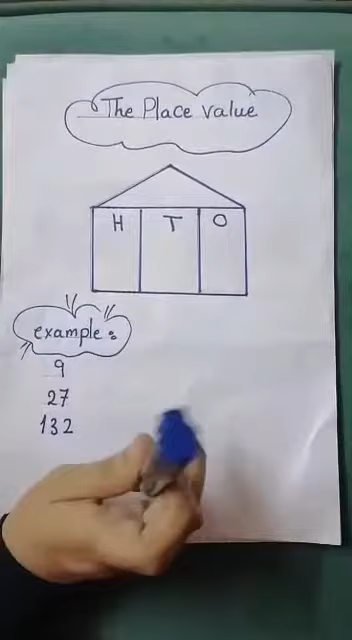 The Place value
H T O
example:
9
27
132